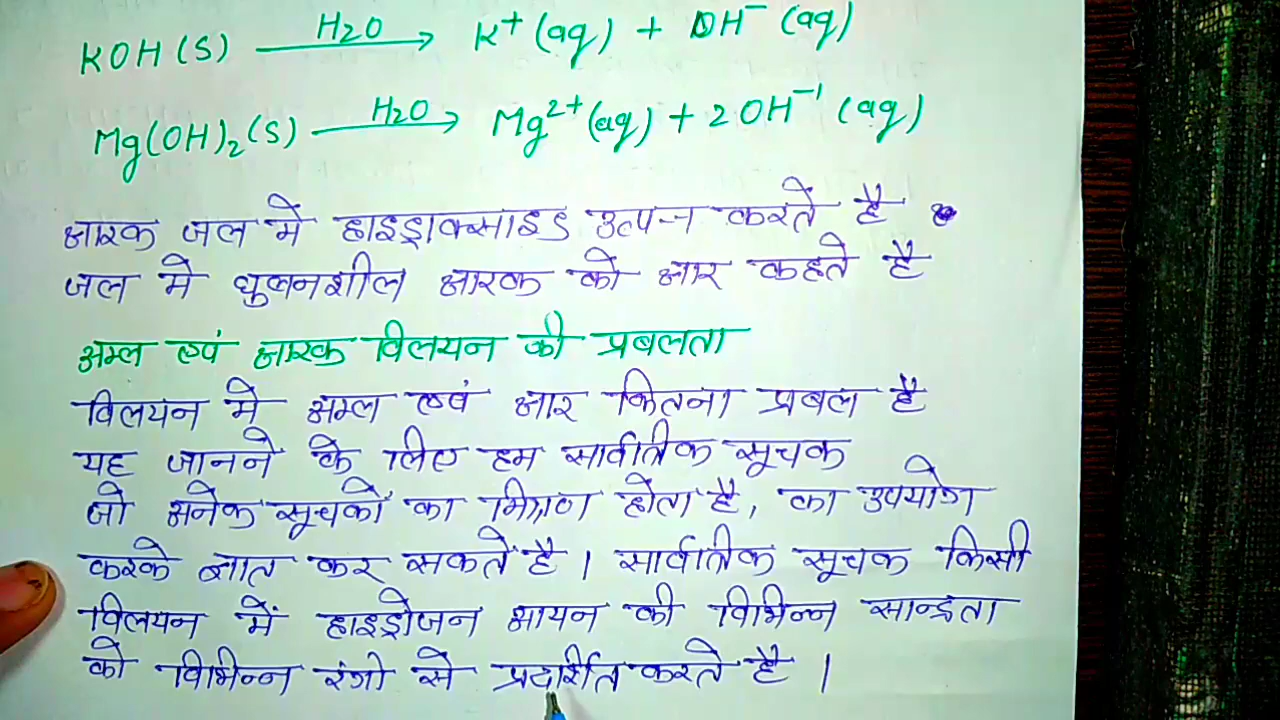 KOH (s) —H2O→ K⁺ (aq) + OH⁻ (aq)
Mg(OH)₂(s) —H2O→ Mg²⁺(aq) + 2OH⁻¹ (aq)
क्षारक जल मे हाइड्राक्साइड उत्पन्न करते है
जल मे घुलनशील क्षारक को क्षार कहते है
अम्ल एवं क्षारक विलयन की प्रबलता
विलयन मे अम्ल एवं क्षार कितना प्रबल है
यह जानने के लिए हम सार्वत्रिक सूचक
जो अनेक सूचकों का मिश्रण होता है, का उपयोग
करके ज्ञात कर सकते है । सार्वत्रिक सूचक किसी
विलयन में हाइड्रोजन आयन की विभिन्न सान्द्रता
को विभिन्न रंगो से प्रदर्शित करते है ।